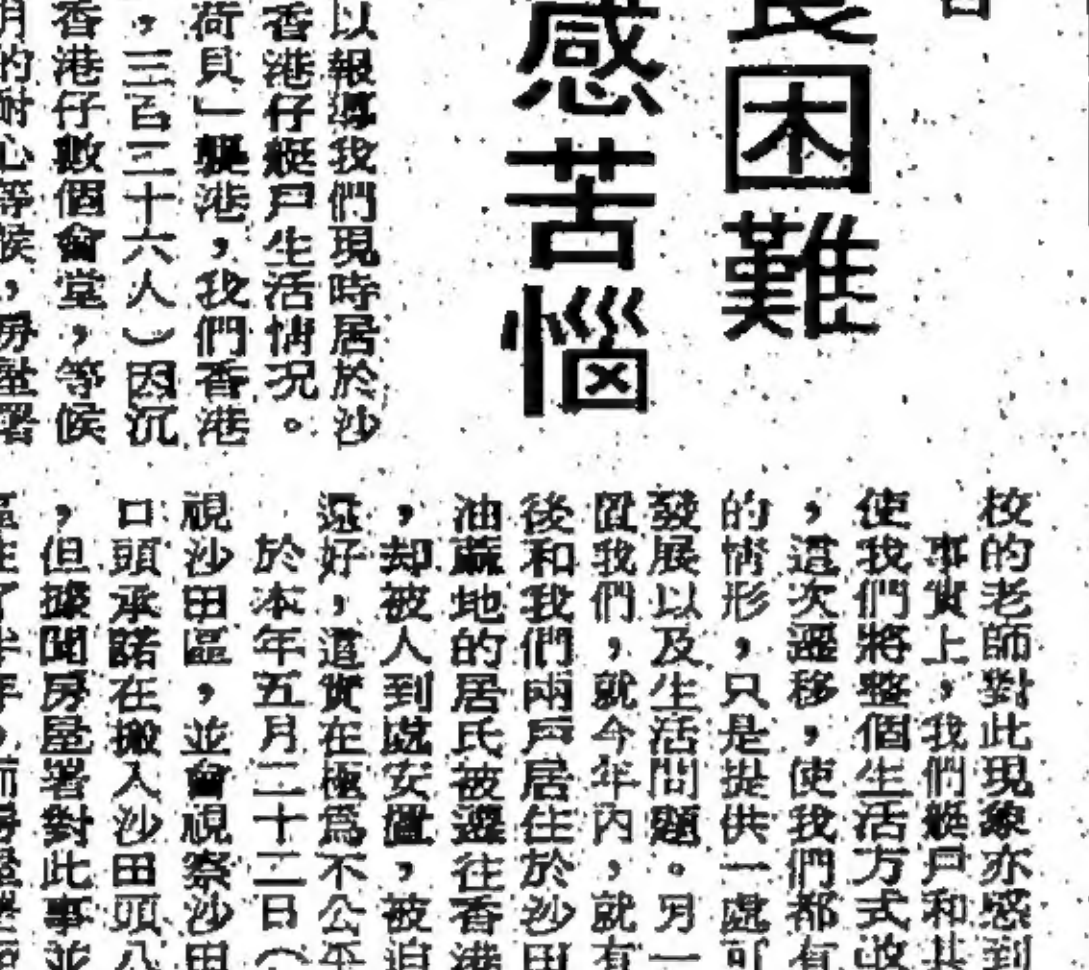 困難
感苦惱
以報導我們現時居於沙
香港仔艇戶生活情況。
荷貝」襲港，我們香港
，三百三十六人）因沉
香港仔數個會堂，等候
的耐心等候，房屋署
校的老師對此現象亦感到
事實上，我們艇戶和其
使我們將整個生活方式改
，這次遷移，使我們都有
的情形，只是提供一處可
發展以及生活問題。另一
置我們，就今年內，就有
後和我們兩戶居住於沙田
油蔴地的居民被遷往香港
，却被人到處安置，被迫
還好，這實在極為不公平
於本年五月二十二日（
視沙田區，並會視察沙田
口頭承諾在搬入沙田頭八
，但據聞房屋署對此事並